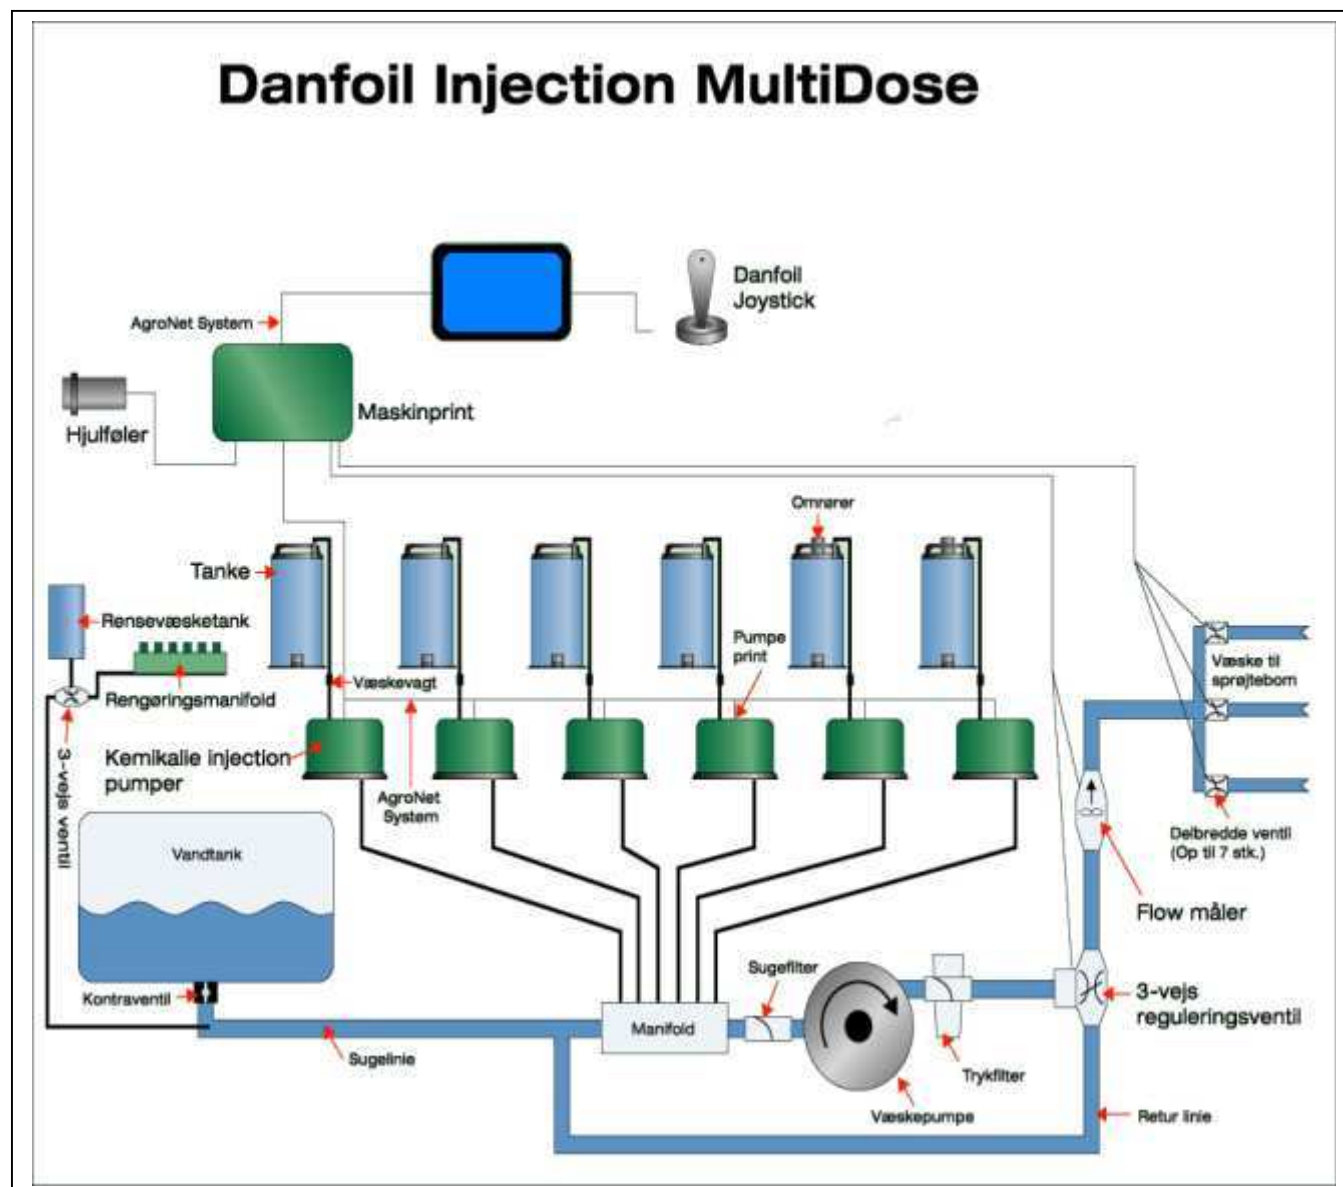 Danfoil Injection MultiDose
Danfoil
Joystick
AgroNet System
Maskinprint
Hjulføler
Omrører
Tanke
Rensevæsketank
Pumpe
print
Væske til
sprøjtebom
Væskevagt
Rengøringsmanifold
3-vejs ventil
Kemikalie injection
pumper
AgroNet
System
Delbredde ventil
(Op til 7 stk.)
Vandtank
Flow måler
Sugefilter
Kontraventil
3-vejs
reguleringsventil
Manifold
Sugelinie
Trykfilter
Væskepumpe
Retur linie